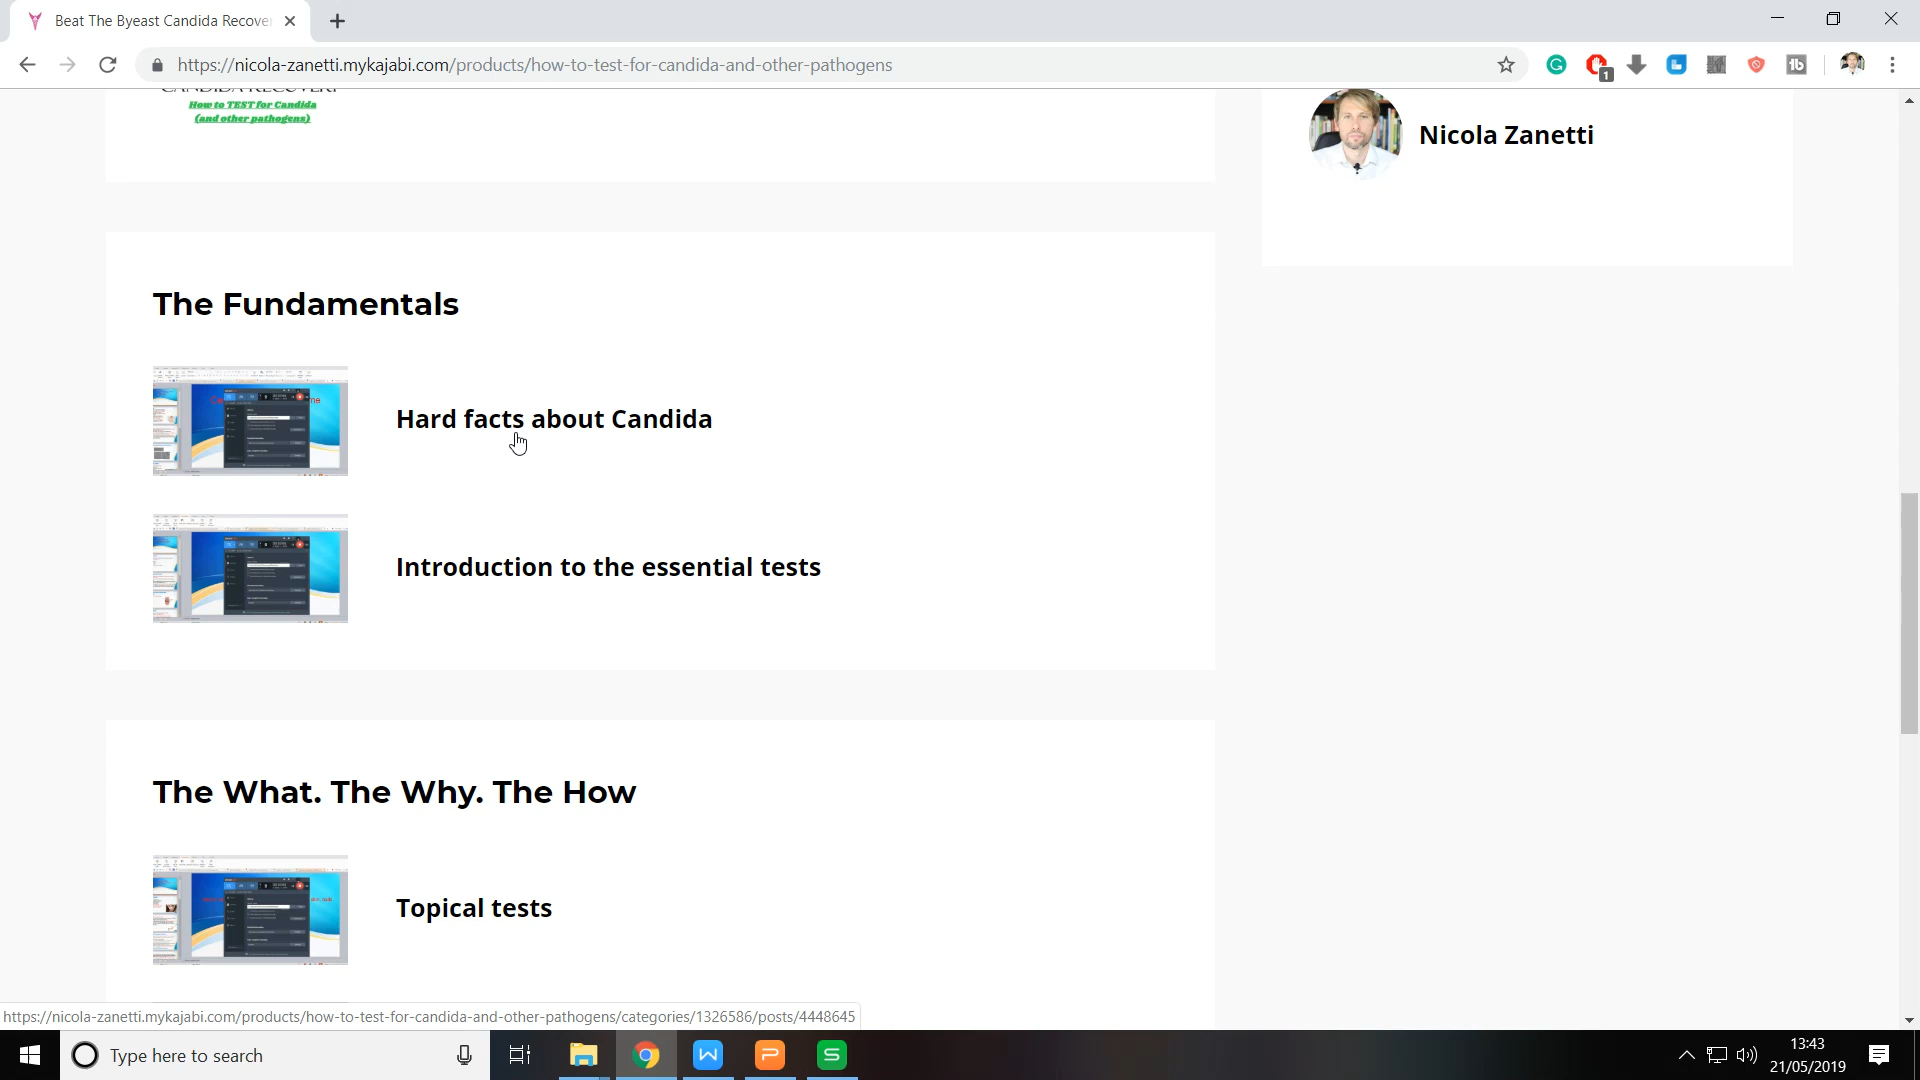 Beat The Byeast Candida Recove
https://nicola-zanetti.mykajabi.com/products/how-to-test-for-candida-and-other-pathogens
1
How to TEST for Candida
(and other pathogens)
Nicola Zanetti
The Fundamentals
Hard facts about Candida
Introduction to the essential tests
The What. The Why. The How
Topical tests
https://nicola-zanetti.mykajabi.com/products/how-to-test-for-candida-and-other-pathogens/categories/1326586/posts/4448645
Type here to search
13:43
21/05/2019